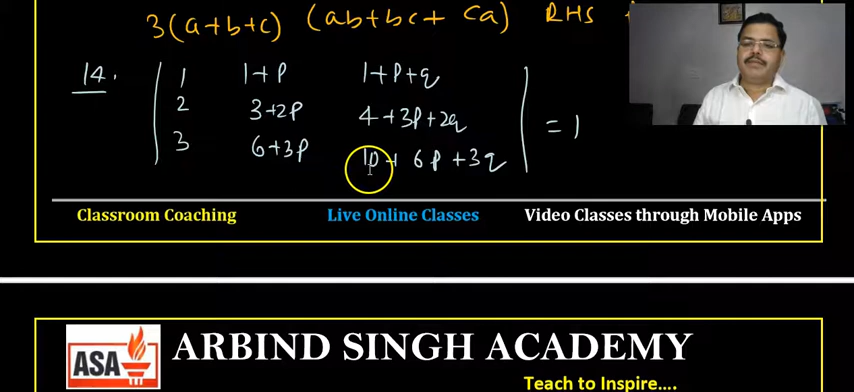 3(a+b+c) (ab+bc+ca) RHS
14. | 1 1+p 1+p+q |
| 2 3+2p 4+3p+2q | = 1
| 3 6+3p 10+6p+3q |
Classroom Coaching Live Online Classes Video Classes through Mobile Apps
ASA ARBIND SINGH ACADEMY
Teach to Inspire....